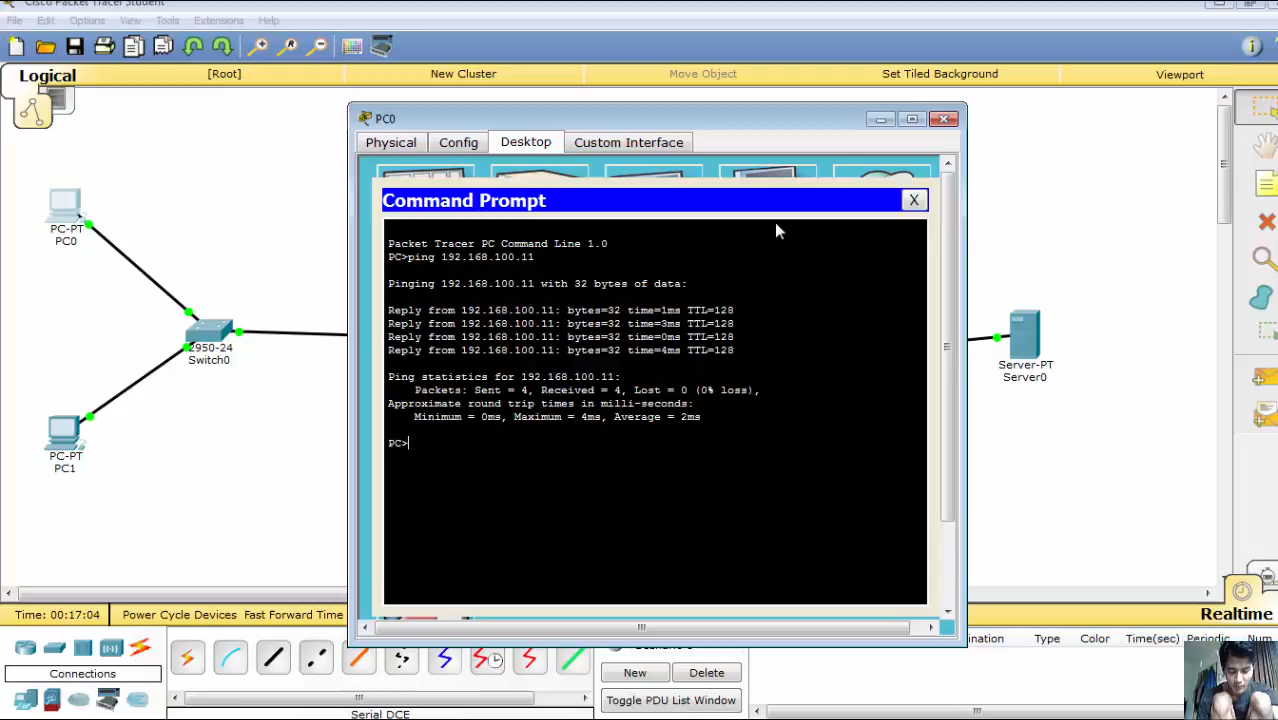 Cisco Packet Tracer Student
File Edit Options View Tools Extensions Help
Logical [Root] New Cluster Move Object Set Tiled Background Viewport
PC0
Physical Config Desktop Custom Interface
Command Prompt X
Packet Tracer PC Command Line 1.0
PC>ping 192.168.100.11
Pinging 192.168.100.11 with 32 bytes of data:
Reply from 192.168.100.11: bytes=32 time=1ms TTL=128
Reply from 192.168.100.11: bytes=32 time=3ms TTL=128
Reply from 192.168.100.11: bytes=32 time=0ms TTL=128
Reply from 192.168.100.11: bytes=32 time=4ms TTL=128
Ping statistics for 192.168.100.11:
Packets: Sent = 4, Received = 4, Lost = 0 (0% loss),
Approximate round trip times in milli-seconds:
Minimum = 0ms, Maximum = 4ms, Average = 2ms
PC>
PC-PT
PC0
2950-24
Switch0
PC-PT
PC1
Server-PT
Server0
Time: 00:17:04 Power Cycle Devices Fast Forward Time
Realtime
Connections
New Delete
Toggle PDU List Window
Serial DCE
ination Type Color Time(sec) Periodic Num